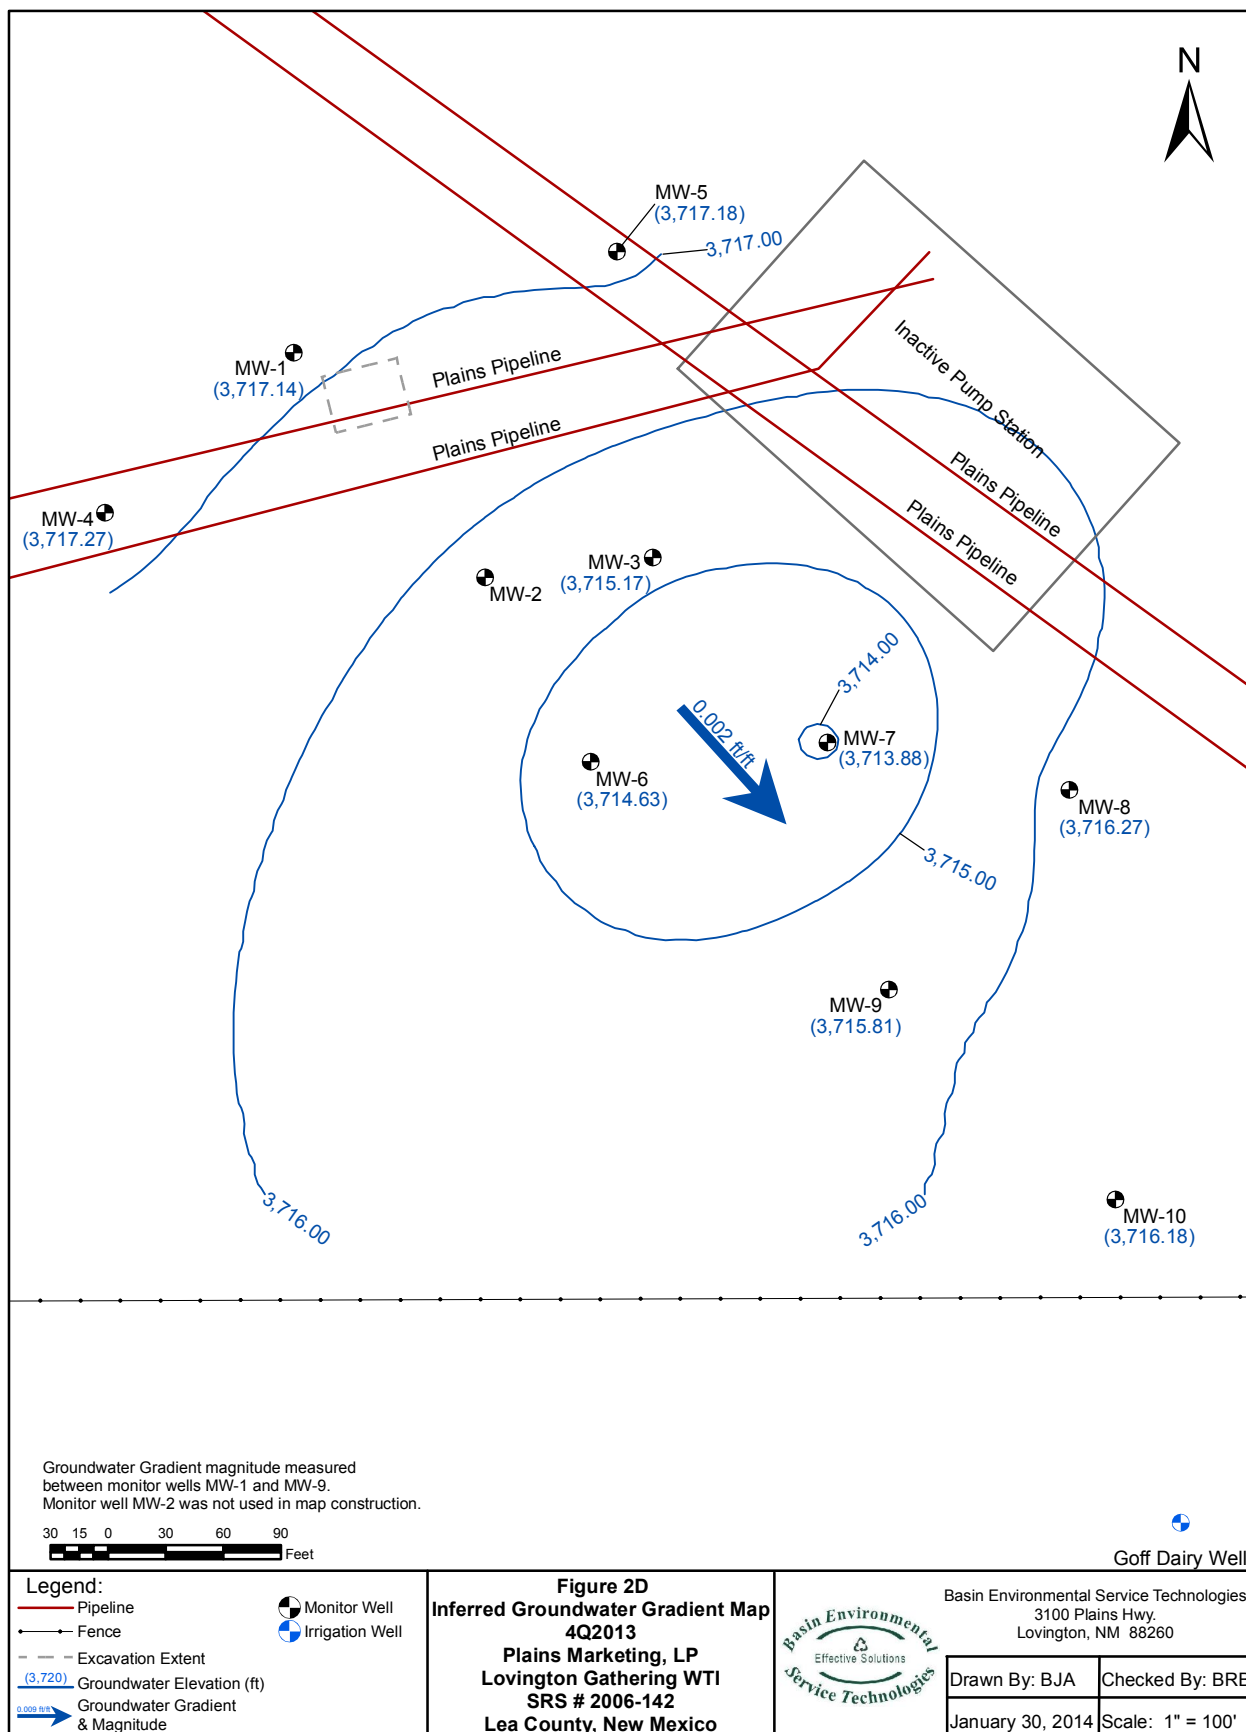 N
MW-5
(3,717.18)
3,717.00
MW-1
(3,717.14)
Plains Pipeline
Plains Pipeline
Inactive Pump Station
Plains Pipeline
Plains Pipeline
MW-4
(3,717.27)
MW-3
(3,715.17)
MW-2
3,714.00
0.002 ft/ft
MW-7
(3,713.88)
MW-6
(3,714.63)
MW-8
(3,716.27)
3,715.00
MW-9
(3,715.81)
3,716.00
3,716.00
MW-10
(3,716.18)
Groundwater Gradient magnitude measured
between monitor wells MW-1 and MW-9.
Monitor well MW-2 was not used in map construction.
30 15 0 30 60 90
Feet
Goff Dairy Well
Legend:
Pipeline
Monitor Well
Fence
Irrigation Well
Excavation Extent
(3,720) Groundwater Elevation (ft)
0.009 ft/ft Groundwater Gradient
& Magnitude
Figure 2D
Inferred Groundwater Gradient Map
4Q2013
Plains Marketing, LP
Lovington Gathering WTI
SRS # 2006-142
Lea County, New Mexico
Basin Environmental
Effective Solutions
Service Technologies
Basin Environmental Service Technologies
3100 Plains Hwy.
Lovington, NM 88260
Drawn By: BJA
Checked By: BRB
January 30, 2014
Scale: 1" = 100'